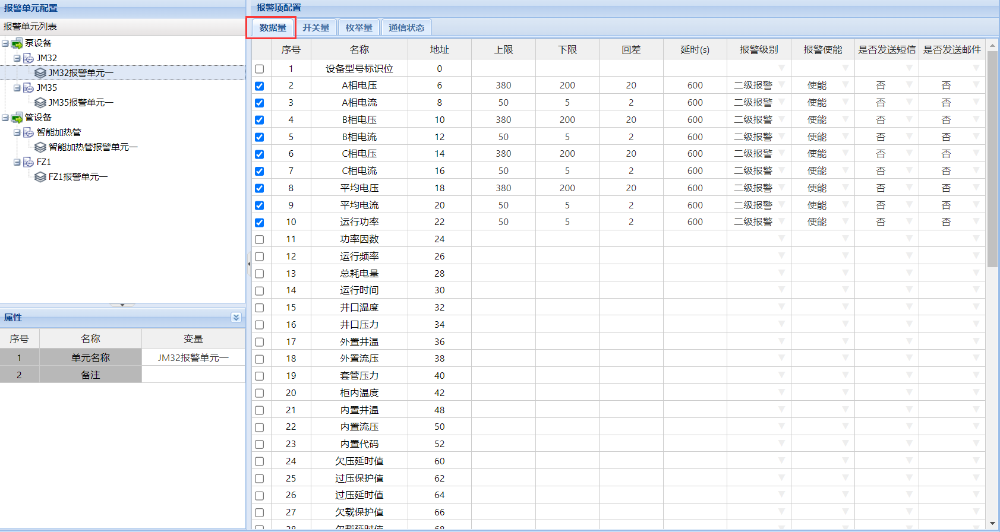 报警单元配置
报警单元列表
泵设备
JM32
JM32报警单元一
JM35
JM35报警单元一
管设备
智能加热管
智能加热管报警单元一
FZ1
FZ1报警单元一
属性
序号 名称 变量
1 单元名称 JM32报警单元一
2 备注
报警项配置
数据量 开关量 枚举量 通信状态
序号 名称 地址 上限 下限 回差 延时(s) 报警级别 报警使能 是否发送短信 是否发送邮件
1 设备型号标识位 0
2 A相电压 6 380 200 20 600 二级报警 使能 否 否
3 A相电流 8 50 5 2 600 二级报警 使能 否 否
4 B相电压 10 380 200 20 600 二级报警 使能 否 否
5 B相电流 12 50 5 2 600 二级报警 使能 否 否
6 C相电压 14 380 200 20 600 二级报警 使能 否 否
7 C相电流 16 50 5 2 600 二级报警 使能 否 否
8 平均电压 18 380 200 20 600 二级报警 使能 否 否
9 平均电流 20 50 5 2 600 二级报警 使能 否 否
10 运行功率 22 50 5 2 600 二级报警 使能 否 否
11 功率因数 24
12 运行频率 26
13 总耗电量 28
14 运行时间 30
15 井口温度 32
16 井口压力 34
17 外置井温 36
18 外置流压 38
19 套管压力 40
20 柜内温度 42
21 内置井温 48
22 内置流压 50
23 内置代码 52
24 欠压延时值 60
25 过压保护值 62
26 过压延时值 64
27 欠载保护值 66
28 欠载延时值 68